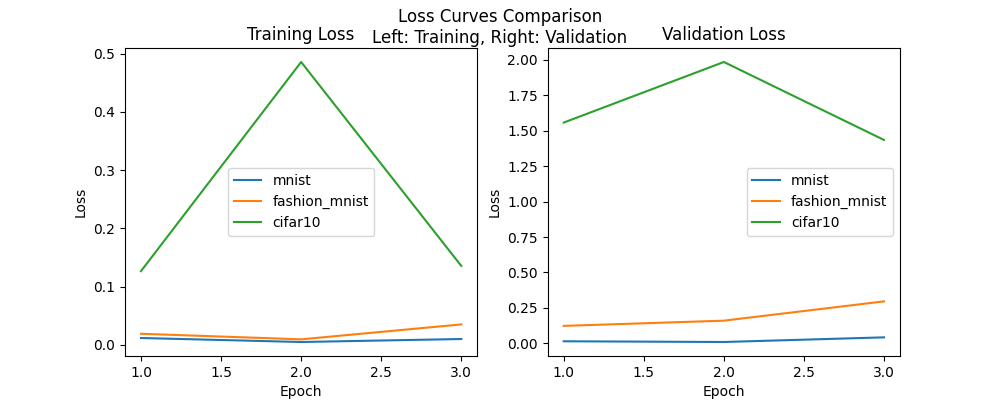 Loss Curves Comparison
Left: Training, Right: Validation
Training Loss
0.5
0.4
0.3
0.2
0.1
0.0
Loss
mnist
fashion_mnist
cifar10
1.0 1.5 2.0 2.5 3.0
Epoch
Validation Loss
2.00
1.75
1.50
1.25
1.00
0.75
0.50
0.25
0.00
Loss
mnist
fashion_mnist
cifar10
1.0 1.5 2.0 2.5 3.0
Epoch